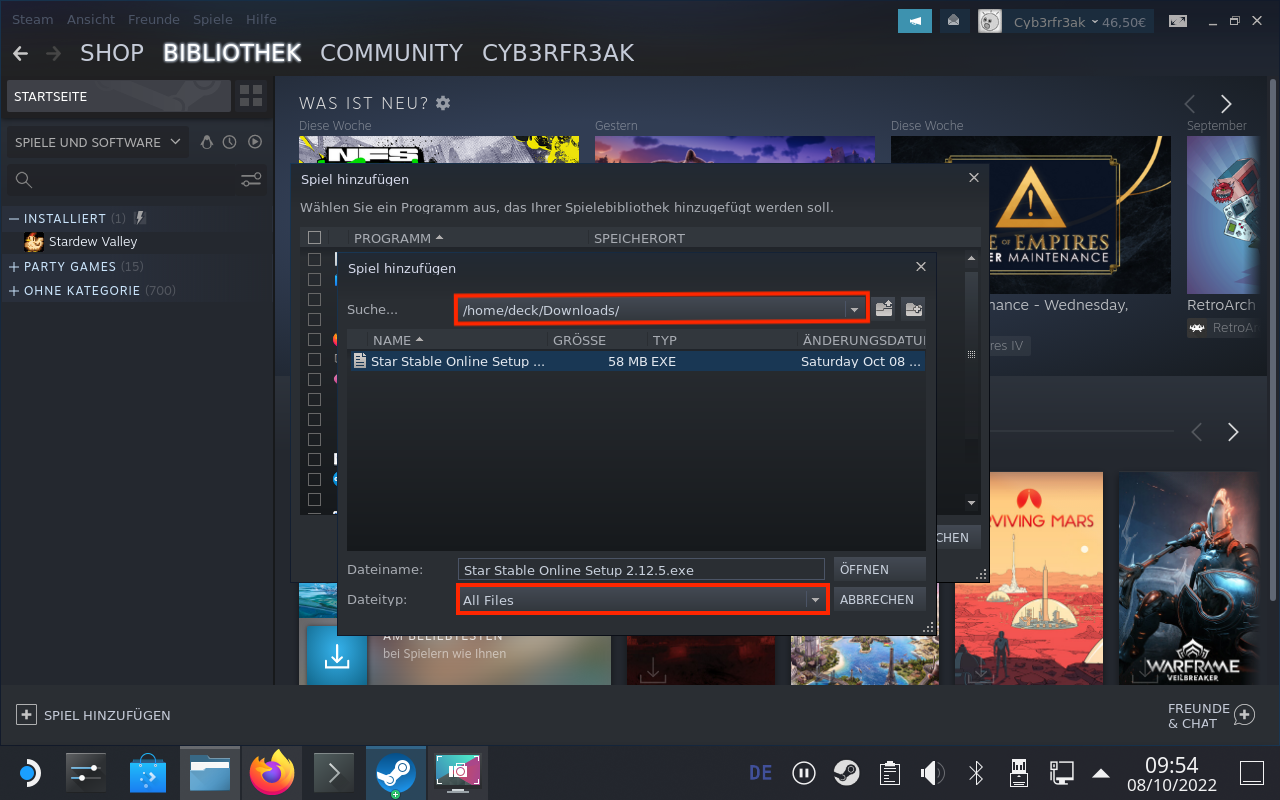 Steam Ansicht Freunde Spiele Hilfe
Cyb3rfr3ak 46,50€
SHOP BIBLIOTHEK COMMUNITY CYB3RFR3AK
STARTSEITE
WAS IST NEU?
Diese Woche Gestern Diese Woche September
SPIELE UND SOFTWARE
NFS
INSTALLIERT (1)
Stardew Valley
PARTY GAMES (15)
OHNE KATEGORIE (700)
Spiel hinzufügen
Wählen Sie ein Programm aus, das Ihrer Spielebibliothek hinzugefügt werden soll.
PROGRAMM SPEICHERORT
Spiel hinzufügen
Suche... /home/deck/Downloads/
NAME GRÖSSE TYP ÄNDERUNGSDATU
Star Stable Online Setup ... 58 MB EXE Saturday Oct 08 ...
Dateiname: Star Stable Online Setup 2.12.5.exe ÖFFNEN
Dateityp: All Files ABBRECHEN
CHEN
E OF EMPIRES
ER MAINTENANCE
nance - Wednesday,
res IV
RetroArch
RetroAr
VIVING MARS
WARFRAME
VEILBREAKER
AM BELIEBTESTEN
bei Spielern wie Ihnen
SPIEL HINZUFÜGEN
FREUNDE
& CHAT
DE
09:54
08/10/2022